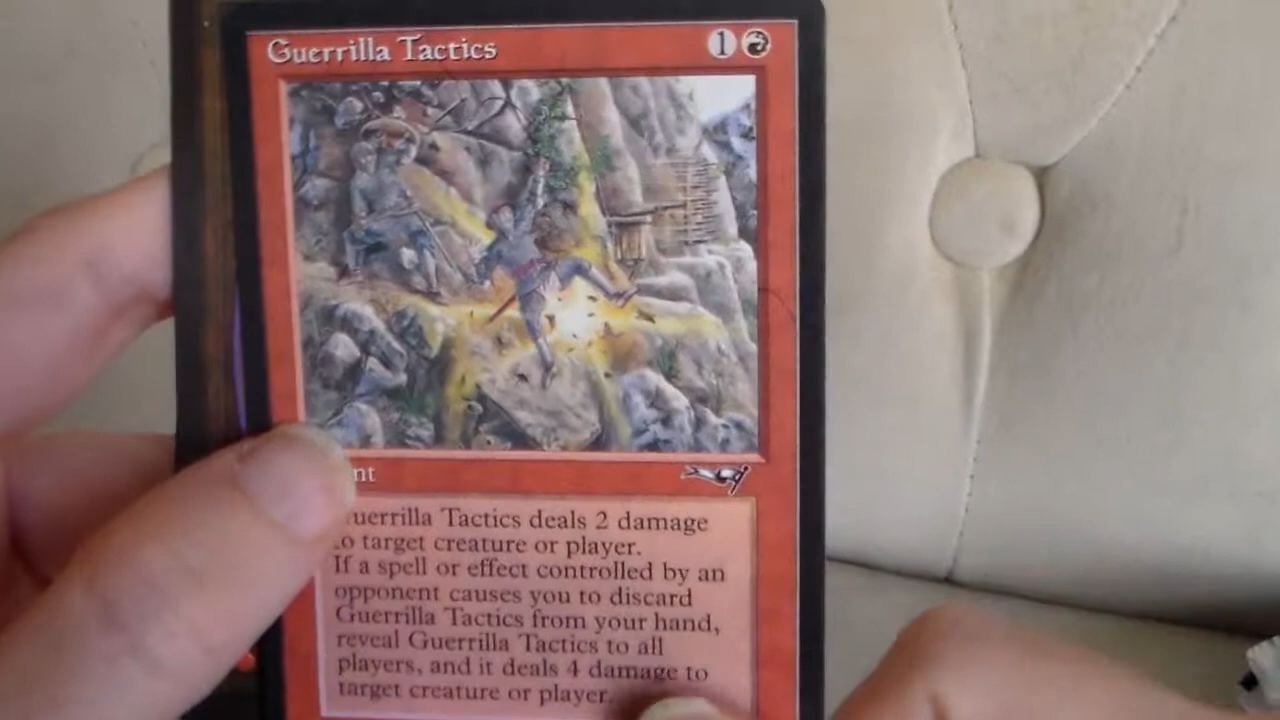 Guerrilla Tactics 1
nt
uerrilla Tactics deals 2 damage
to target creature or player.
If a spell or effect controlled by an
opponent causes you to discard
Guerrilla Tactics from your hand,
reveal Guerrilla Tactics to all
players, and it deals 4 damage to
target creature or player.